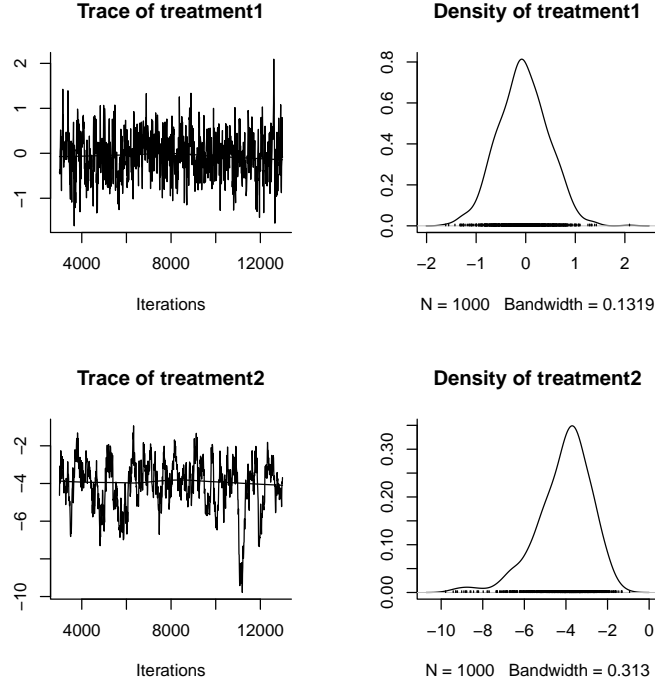 Trace of treatment1
Density of treatment1
2
1
0
−1
4000 8000 12000
Iterations
0.8
0.6
0.4
0.2
0.0
−2 −1 0 1 2
N = 1000 Bandwidth = 0.1319
Trace of treatment2
Density of treatment2
−2
−4
−6
−10
4000 8000 12000
Iterations
0.30
0.20
0.10
0.00
−10 −8 −6 −4 −2 0
N = 1000 Bandwidth = 0.313